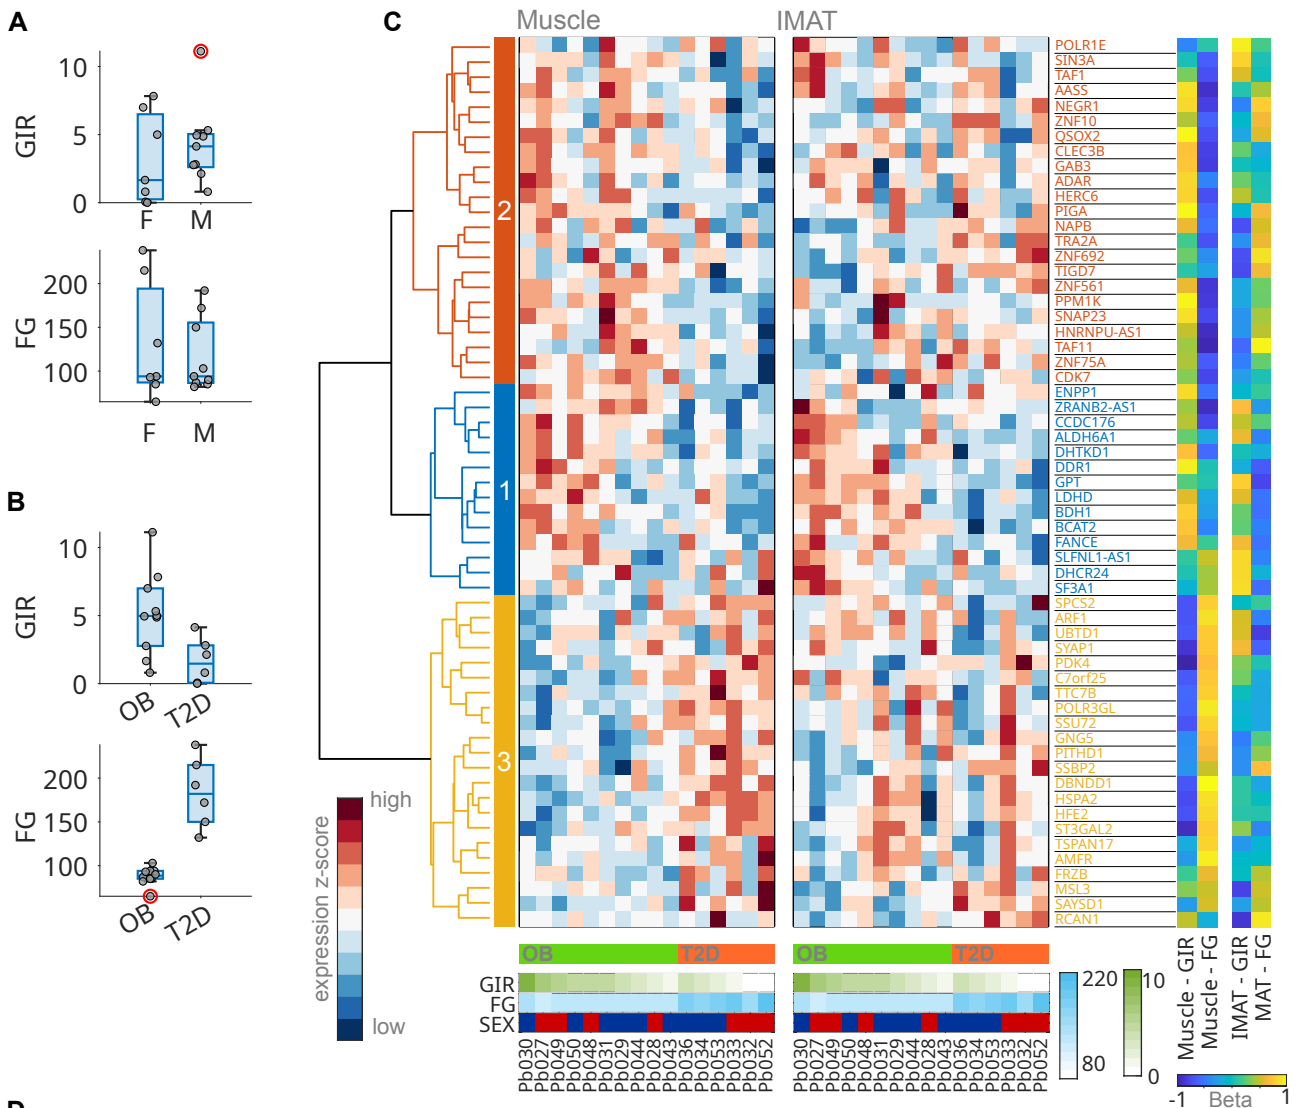 A
GIR
10
5
0
F
M
FG
200
150
100
F
M
B
GIR
10
5
0
OB
T2D
FG
200
150
100
OB
T2D
C
Muscle
IMAT
2
1
3
POLR1E
SIN3A
TAF1
AASS
NEGR1
ZNF10
QSOX2
CLEC3B
GAB3
ADAR
HERC6
PIGA
NAPB
TRA2A
ZNF692
TIGD7
ZNF561
PPM1K
SNAP23
HNRNPU-AS1
TAF11
ZNF75A
CDK7
ENPP1
ZRANB2-AS1
CCDC176
ALDH6A1
DHTKD1
DDR1
GPT
LDHD
BDH1
BCAT2
FANCE
SLFNL1-AS1
DHCR24
SF3A1
SPCS2
ARF1
UBTD1
SYAP1
PDK4
C7orf25
TTC7B
POLR3GL
SSU72
GNG5
PITHD1
SSBP2
DBNDD1
HSPA2
HFE2
ST3GAL2
TSPAN17
AMFR
FRZB
MSL3
SAYSD1
RCAN1
high
expression z-score
low
OB
T2D
OB
T2D
GIR
FG
SEX
Pb030
Pb027
Pb049
Pb050
Pb048
Pb031
Pb029
Pb044
Pb028
Pb043
Pb036
Pb034
Pb053
Pb033
Pb032
Pb052
Pb030
Pb027
Pb049
Pb050
Pb048
Pb031
Pb029
Pb044
Pb028
Pb043
Pb036
Pb034
Pb053
Pb033
Pb032
Pb052
220
80
10
0
Muscle - GIR
Muscle - FG
IMAT - GIR
MAT - FG
-1
Beta
1